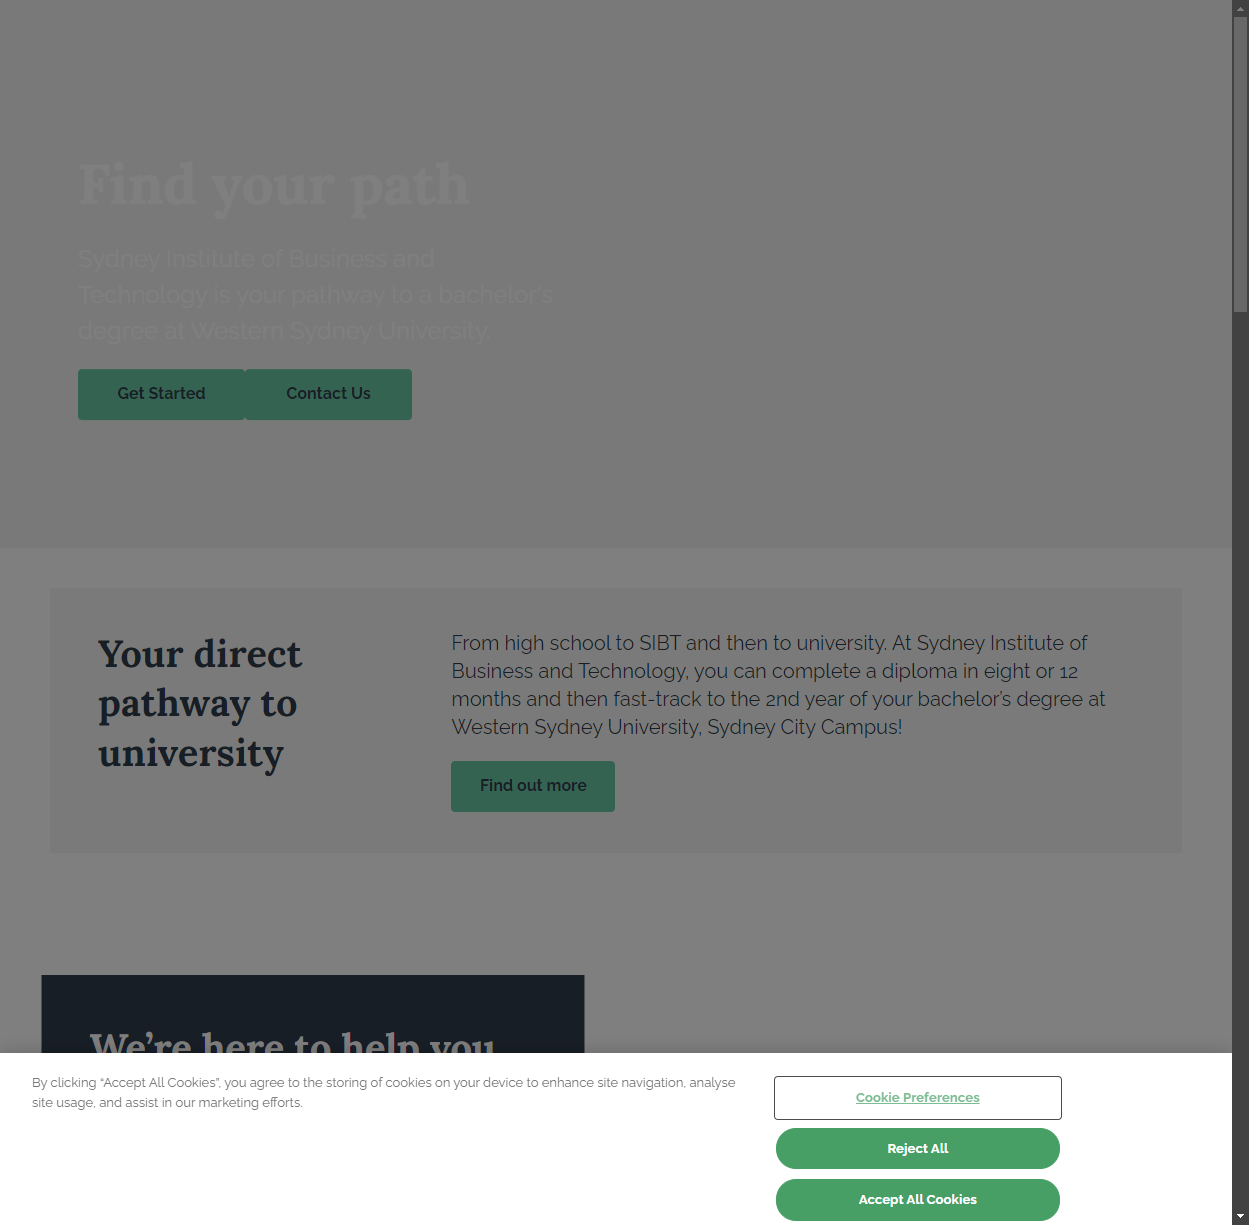 Find your path
Sydney Institute of Business and
Technology is your pathway to a bachelor's
degree at Western Sydney University.
Get Started
Contact Us
Your direct
pathway to
university
From high school to SIBT and then to university. At Sydney Institute of
Business and Technology, you can complete a diploma in eight or 12
months and then fast-track to the 2nd year of your bachelor's degree at
Western Sydney University, Sydney City Campus!
Find out more
We're here to help you
By clicking “Accept All Cookies”, you agree to the storing of cookies on your device to enhance site navigation, analyse
site usage, and assist in our marketing efforts.
Cookie Preferences
Reject All
Accept All Cookies